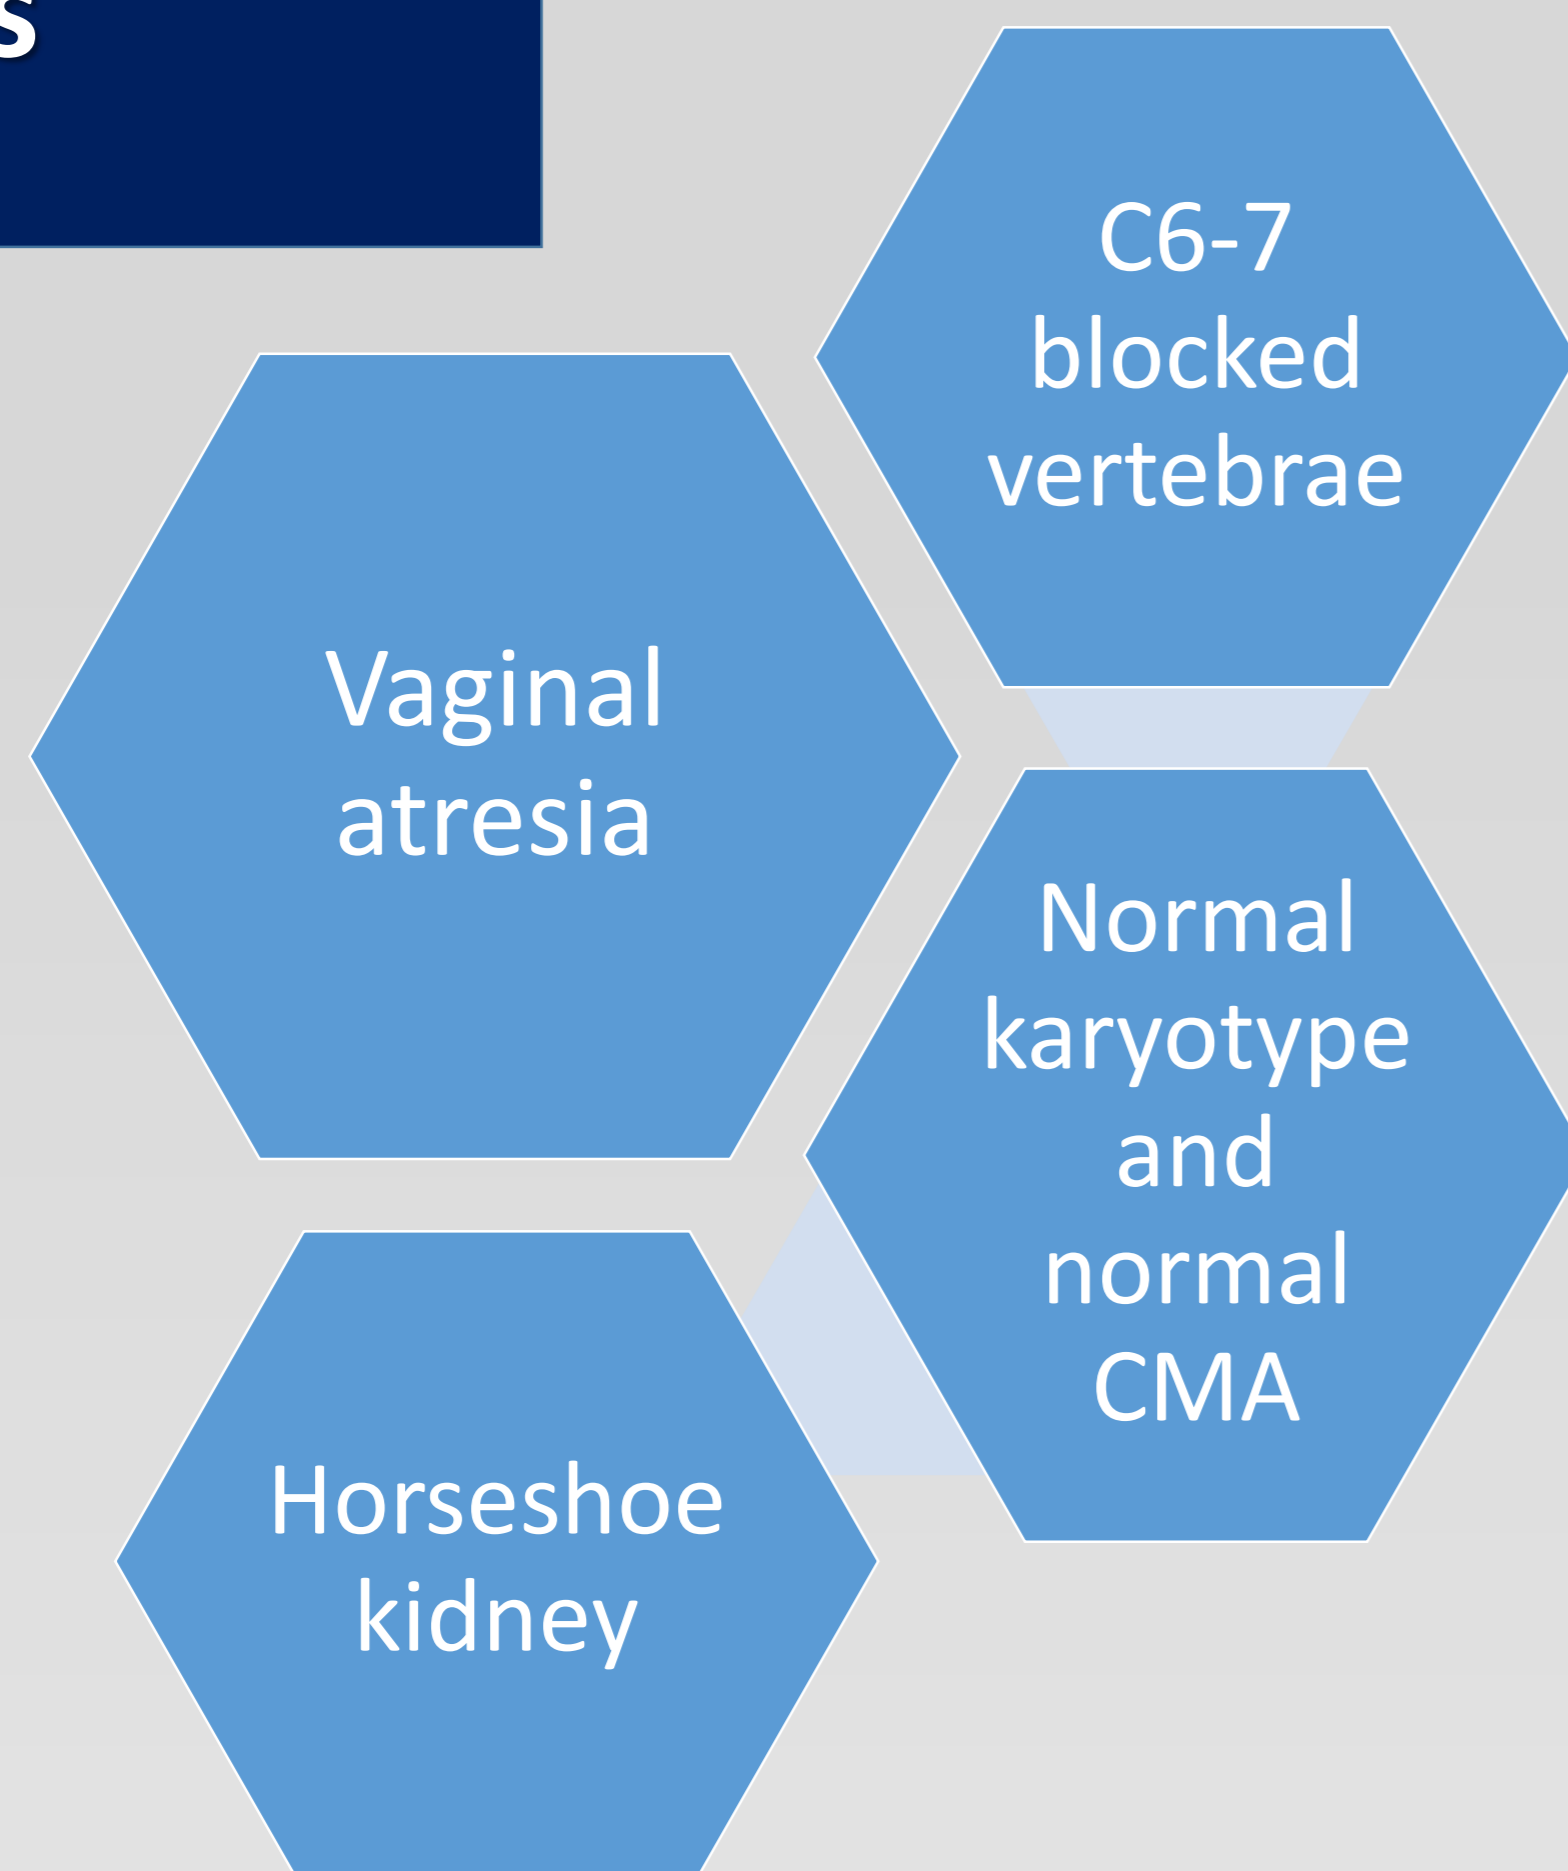 s
C6-7
blocked
vertebrae
Vaginal
atresia
Normal
karyotype
and
normal
CMA
Horseshoe
kidney